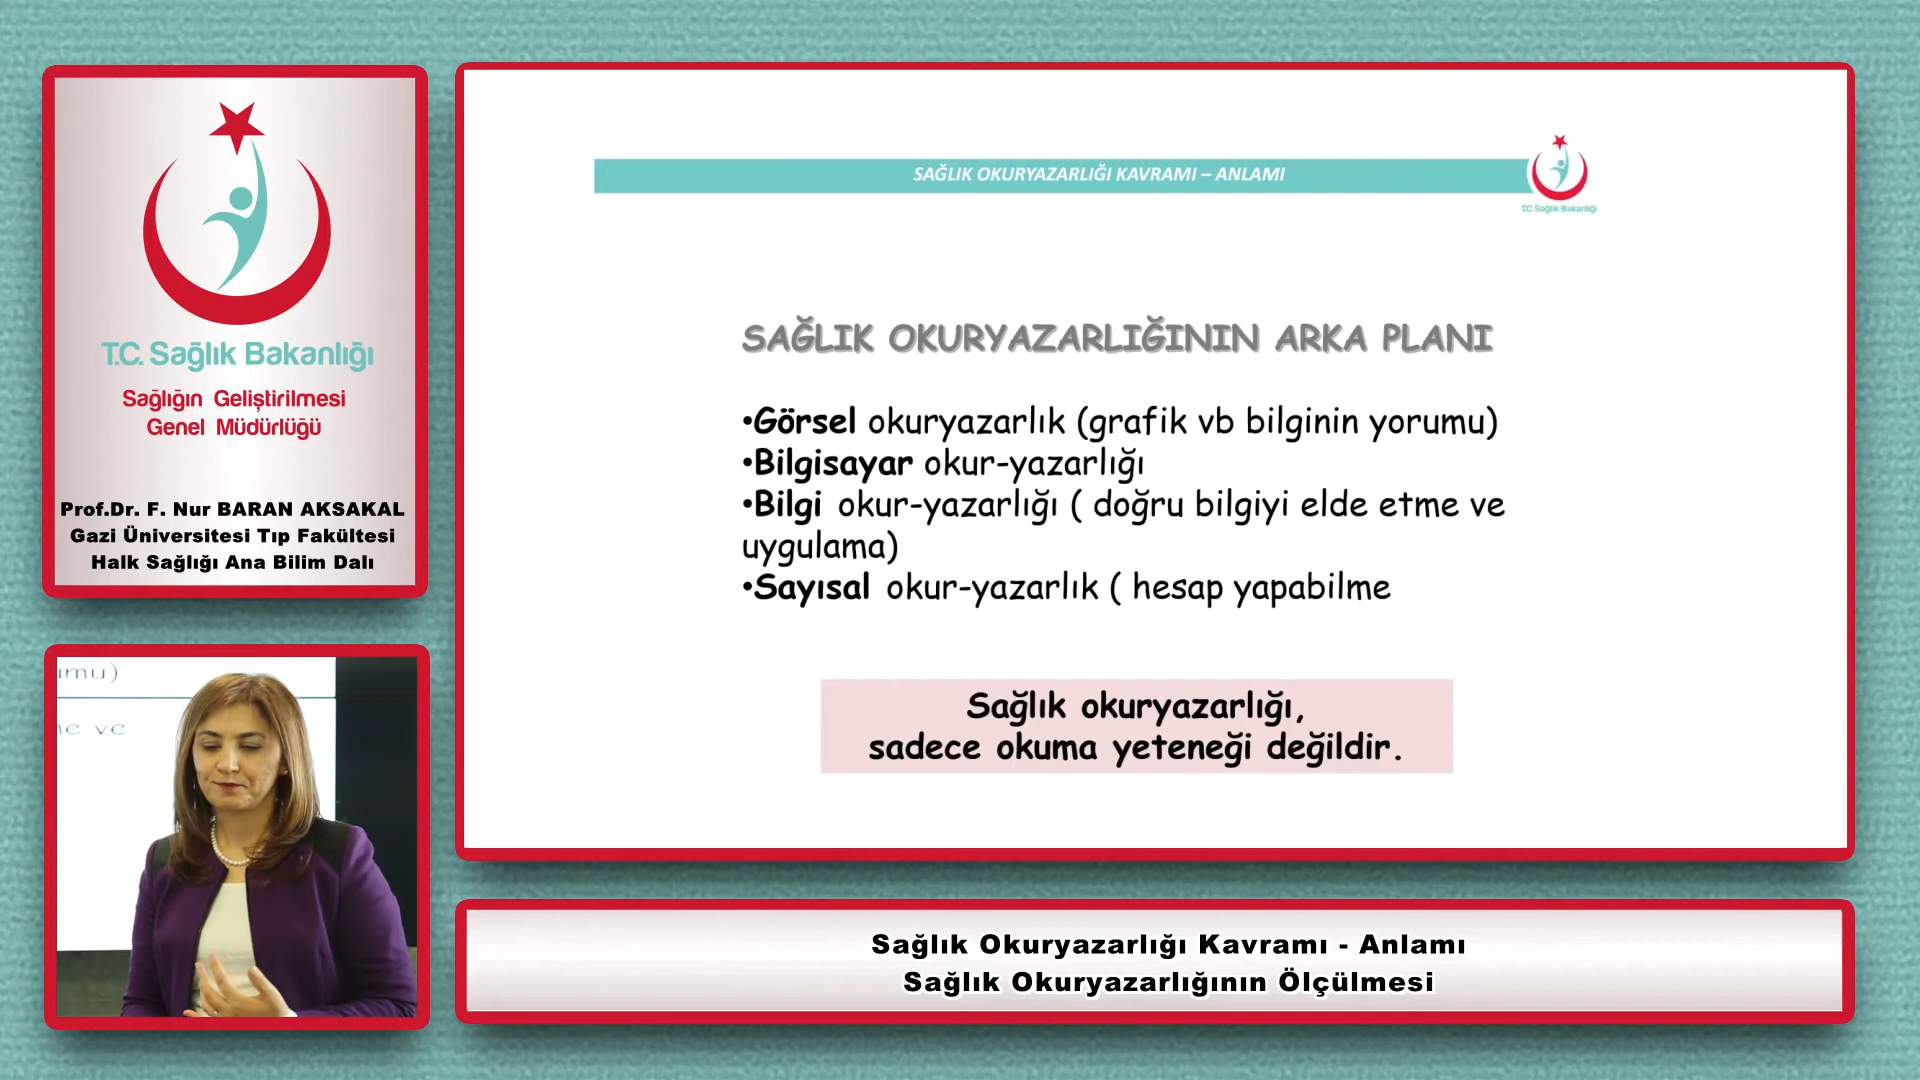 T.C. Sağlık Bakanlığı
Sağlığın Geliştirilmesi
Genel Müdürlüğü
Prof.Dr. F. Nur BARAN AKSAKAL
Gazi Üniversitesi Tıp Fakültesi
Halk Sağlığı Ana Bilim Dalı
SAĞLIK OKURYAZARLIĞI KAVRAMI – ANLAMI
T.C. Sağlık Bakanlığı
SAĞLIK OKURYAZARLIĞININ ARKA PLANI
•Görsel okuryazarlık (grafik vb bilginin yorumu)
•Bilgisayar okur-yazarlığı
•Bilgi okur-yazarlığı ( doğru bilgiyi elde etme ve
uygulama)
•Sayısal okur-yazarlık ( hesap yapabilme
Sağlık okuryazarlığı,
sadece okuma yeteneği değildir.
umu)
ne ve
Sağlık Okuryazarlığı Kavramı - Anlamı
Sağlık Okuryazarlığının Ölçülmesi